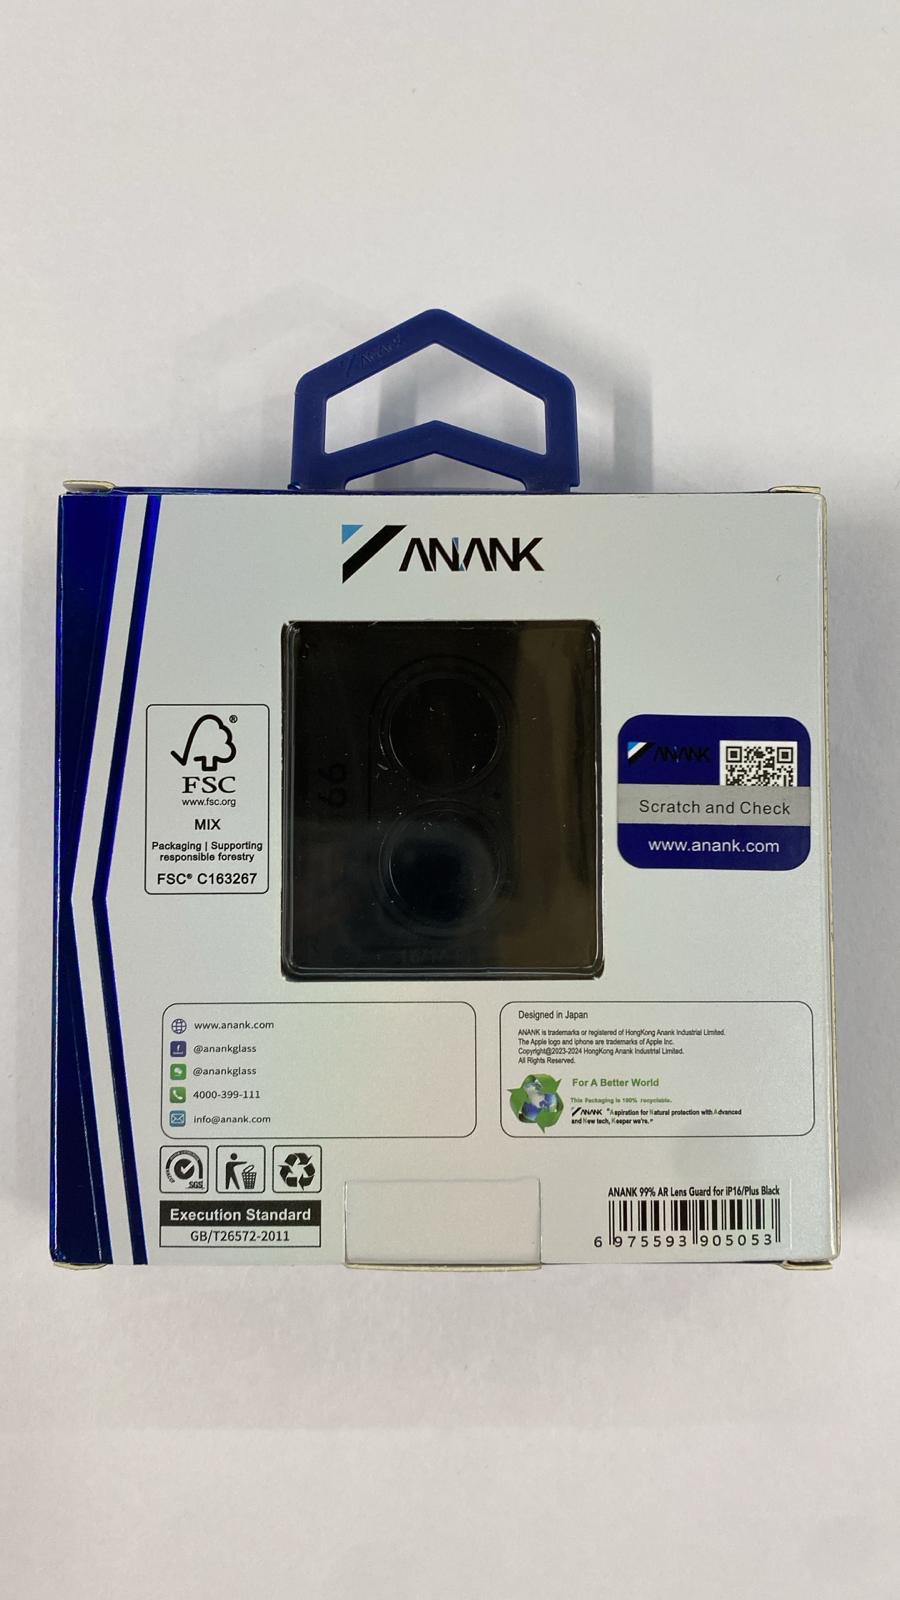 ANANK
ANANK
FSC®
www.fsc.org
MIX
Packaging | Supporting
responsible forestry
FSC® C163267
99
ANANK
Scratch and Check
www.anank.com
www.anank.com
@anankglass
@anankglass
4000-399-111
info@anank.com
Designed in Japan
ANANK is trademarks or registered of HongKong Anank Industrial Limited.
The Apple logo and iphone are trademarks of Apple Inc.
Copyright@2023-2024 HongKong Anank Industrial Limited.
All Rights Reserved.
For A Better World
This Packaging is 100% recyclable.
ANANK "Aspiration for Natural protection with Advanced
and New tech, Keeper we're."
SGS
Execution Standard
GB/T26572-2011
ANANK 99% AR Lens Guard for iP16/Plus Black
6 975593 905053